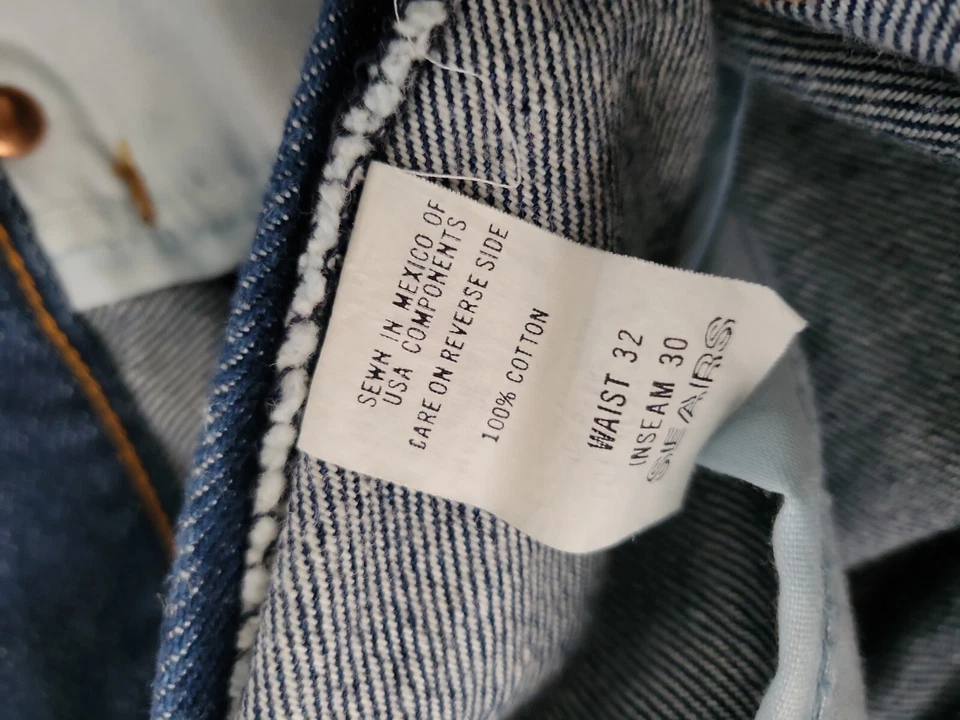 SEWN IN MEXICO OF
USA COMPONENTS
CARE ON REVERSE SIDE
100% COTTON
WAIST 32
INSEAM 30
SEARS